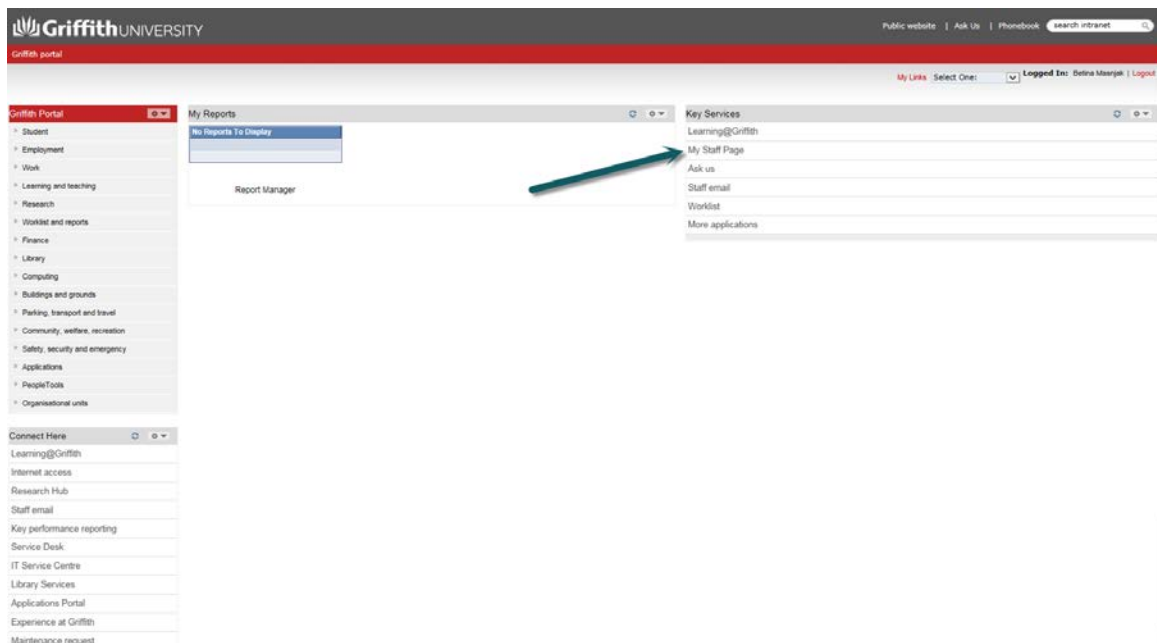 Griffith UNIVERSITY
Public website | Ask Us | Phonebook search intranet
Griffith portal
My Links Select One: Logged In: Betina Masnjak | Logout
Griffith Portal
Student
Employment
Work
Learning and teaching
Research
Worklist and reports
Finance
Library
Computing
Buildings and grounds
Parking, transport and travel
Community, welfare, recreation
Safety, security and emergency
Applications
PeopleTools
Organisational units
Connect Here
Learning@Griffith
Internet access
Research Hub
Staff email
Key performance reporting
Service Desk
IT Service Centre
Library Services
Applications Portal
Experience at Griffith
Maintenance request
My Reports
No Reports To Display
Report Manager
Key Services
Learning@Griffith
My Staff Page
Ask us
Staff email
Worklist
More applications